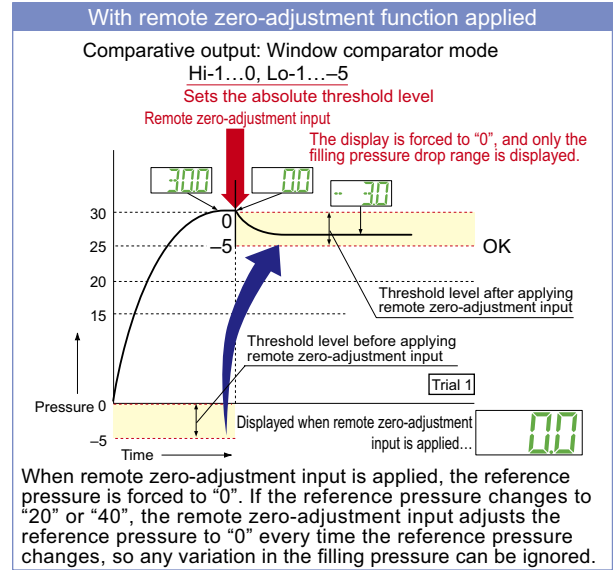 With remote zero-adjustment function applied
Comparative output: Window comparator mode
Hi-1…0, Lo-1…–5
Sets the absolute threshold level
Remote zero-adjustment input
The display is forced to “0”, and only the
filling pressure drop range is displayed.
-30.0
0.0
- 3.0
30
0
25
–5
OK
20
15
Threshold level after applying
remote zero-adjustment input
Threshold level before applying
remote zero-adjustment input
Trial 1
Pressure 0
–5
Time
Displayed when remote zero-adjustment
input is applied…
0.0
When remote zero-adjustment input is applied, the reference
pressure is forced to “0”. If the reference pressure changes to
“20” or “40”, the remote zero-adjustment input adjusts the
reference pressure to “0” every time the reference pressure
changes, so any variation in the filling pressure can be ignored.